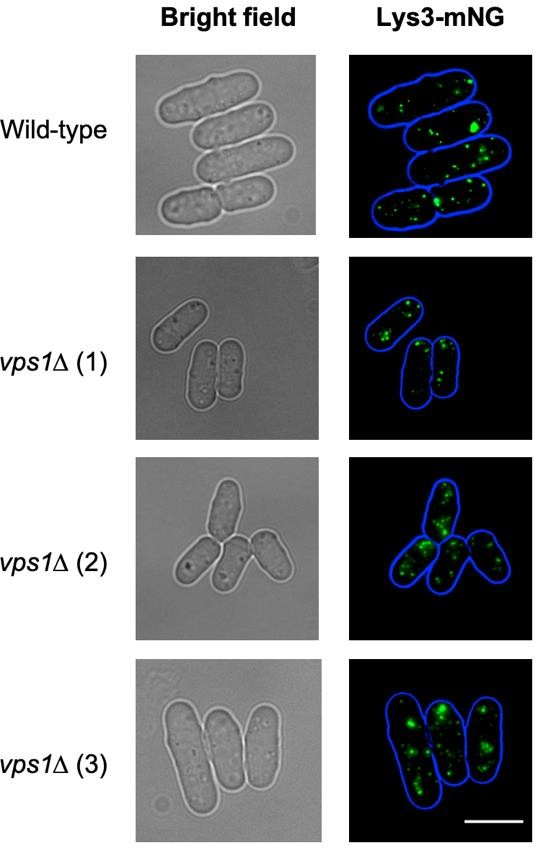 Bright field Lys3-mNG
Wild-type
vps1Δ (1)
vps1Δ (2)
vps1Δ (3)